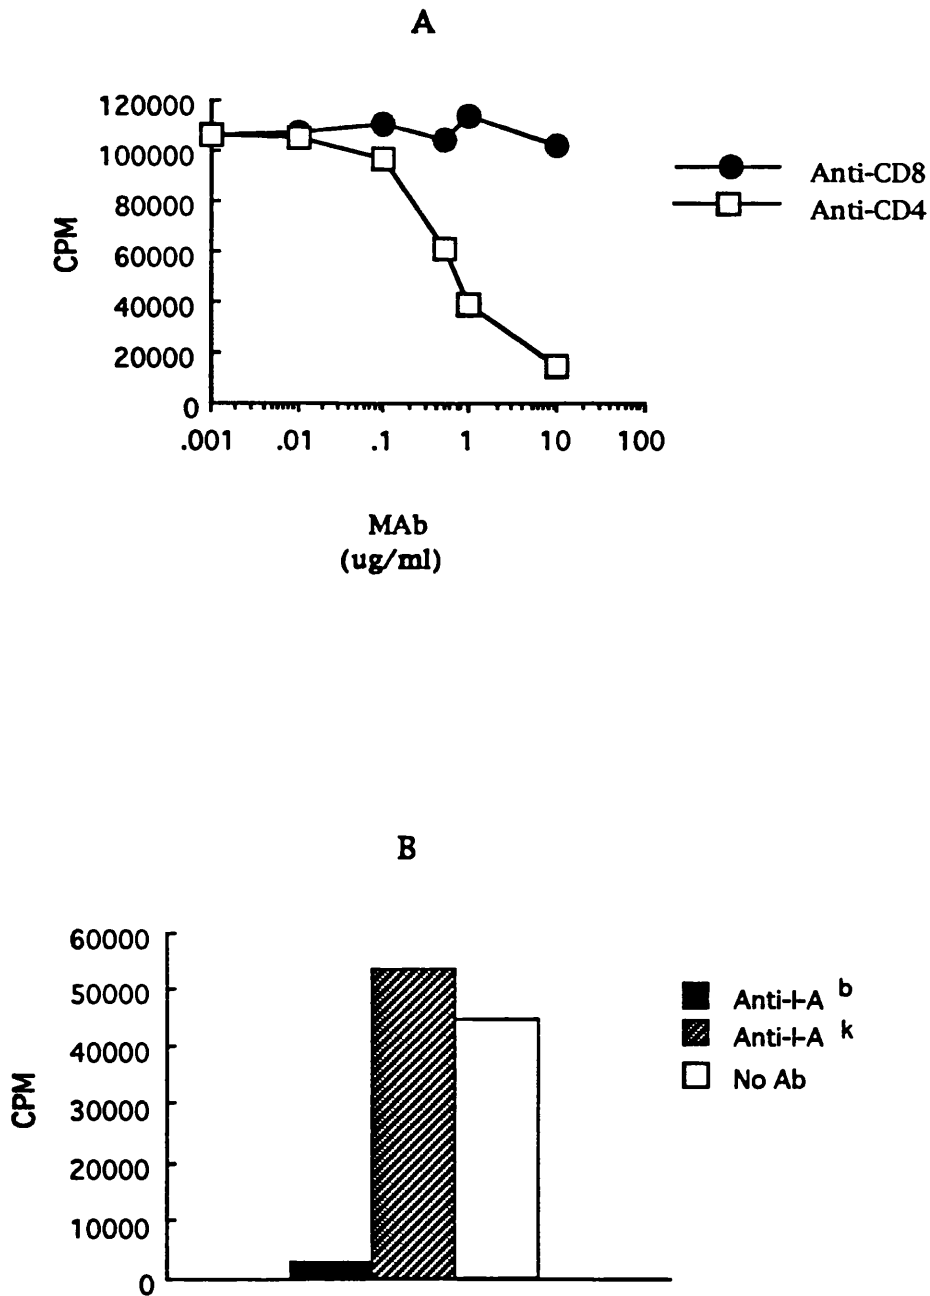 A
120000
100000
80000
60000
40000
20000
0
CPM
.001 .01 .1 1 10 100
MAb
(ug/ml)
Anti-CD8
Anti-CD4
B
60000
50000
40000
30000
20000
10000
0
CPM
Anti-I-A b
Anti-I-A k
No Ab